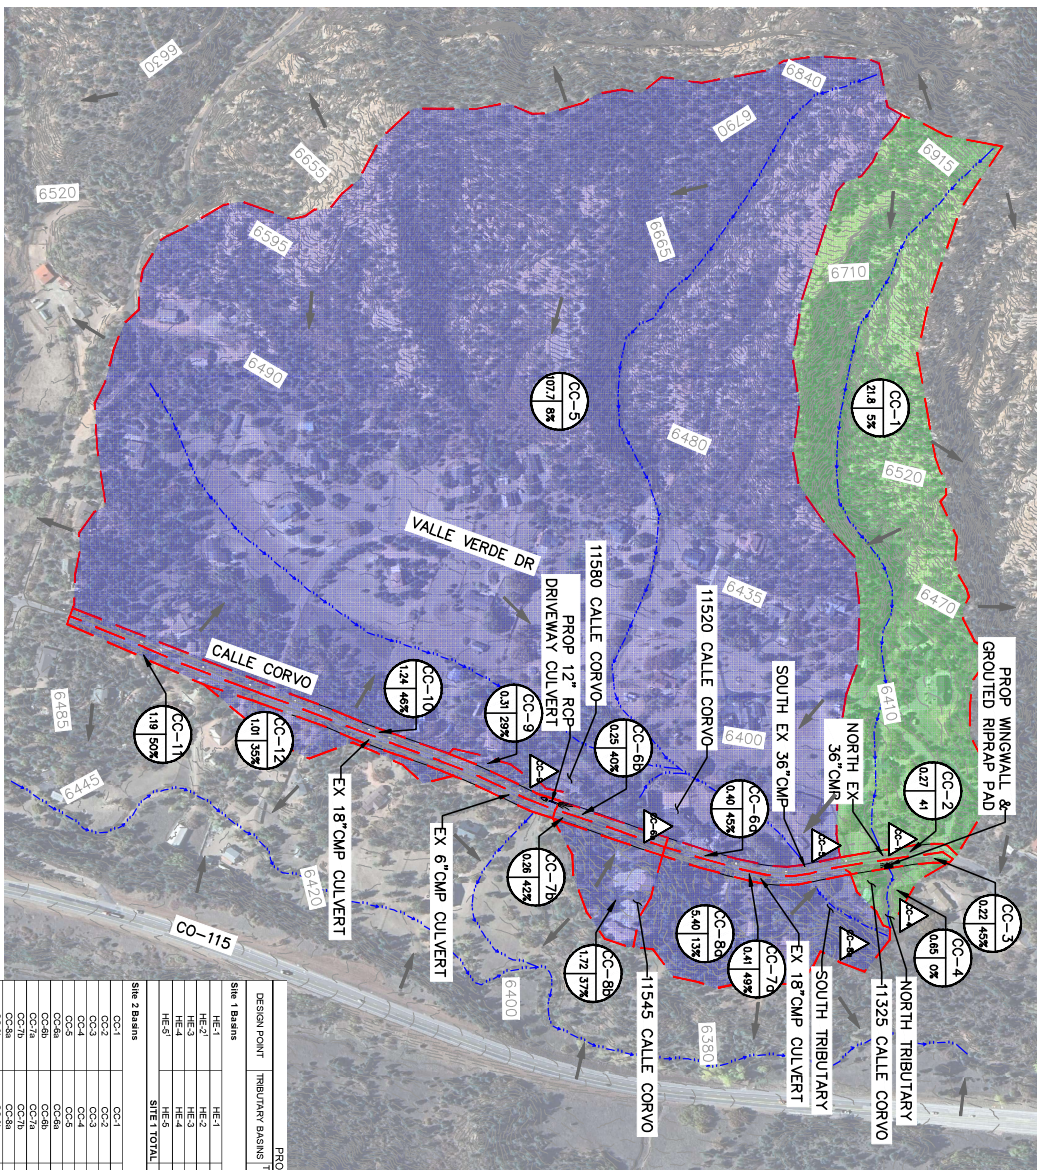 6630
6840
6790
6915
6655
6520
6595
6665
6710
CC-1
21.8 5%
6490
CC-5
107.7 8%
6480
6520
6470
6435
6410
6400
VALLE VERDE DR
11580 CALLE CORVO
PROP 12" RCP
DRIVEWAY CULVERT
11520 CALLE CORVO
SOUTH EX 36"CMP
NORTH EX
36"CMR
PROP WINGWALL &
GROUTED RIPRAP PAD
CC-2
0.27 41
CC-3
0.22 45%
CC-4
0.65 0%
CALLE CORVO
CC-10
1.24 46%
CC-9
0.31 29%
CC-6b
0.25 40%
CC-6a
0.40 45%
CC-11
1.19 50%
CC-12
1.01 35%
EX 18"CMP CULVERT
EX 6"CMP CULVERT
CC-7b
0.26 42%
CC-8b
1.72 37%
CC-8a
5.40 13%
CC-7a
0.41 49%
EX 18"CMP CULVERT
SOUTH TRIBUTARY
NORTH TRIBUTARY
11325 CALLE CORVO
11545 CALLE CORVO
6485
6445
6420
6400
6380
CO-115
PRO
DESIGN POINT TRIBUTARY BASINS T
Site 1 Basins
HE-1 HE-1
HE-2¹ HE-2
HE-3 HE-3
HE-4 HE-4
HE-5¹ HE-5
SITE 1 TOTAL
Site 2 Basins
CC-1 CC-1
CC-2 CC-2
CC-3 CC-3
CC-4 CC-4
CC-5 CC-5
CC-6a CC-6a
CC-6b CC-6b
CC-7a CC-7a
CC-7b CC-7b
CC-8a CC-8a